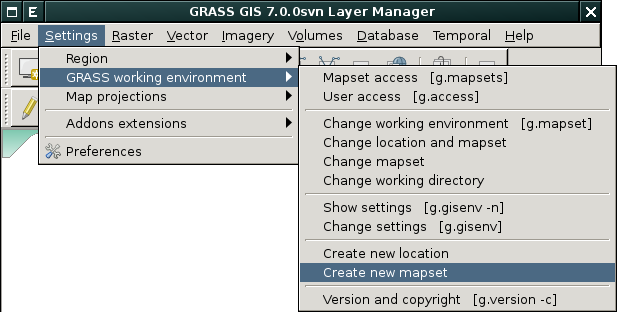 E GRASS GIS 7.0.0svn Layer Manager
File Settings Raster Vector Imagery Volumes Database Temporal Help
Region
GRASS working environment
Map projections
Addons extensions
Preferences
Mapset access [g.mapsets]
User access [g.access]
Change working environment [g.mapset]
Change location and mapset
Change mapset
Change working directory
Show settings [g.gisenv -n]
Change settings [g.gisenv]
Create new location
Create new mapset
Version and copyright [g.version -c]